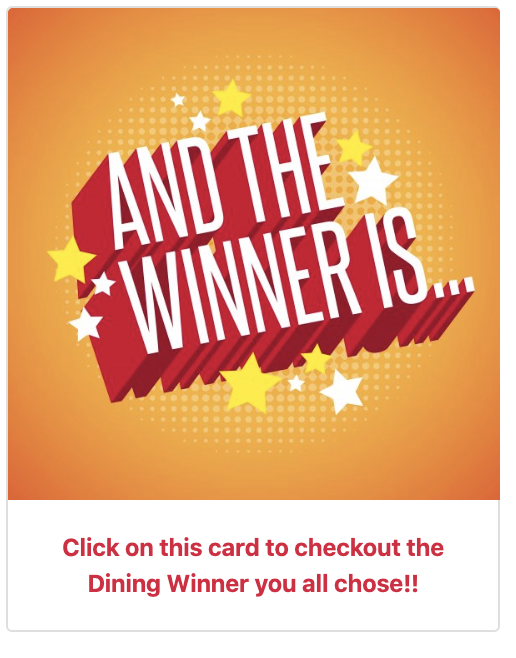 AND THE
WINNER IS...
Click on this card to checkout the
Dining Winner you all chose!!